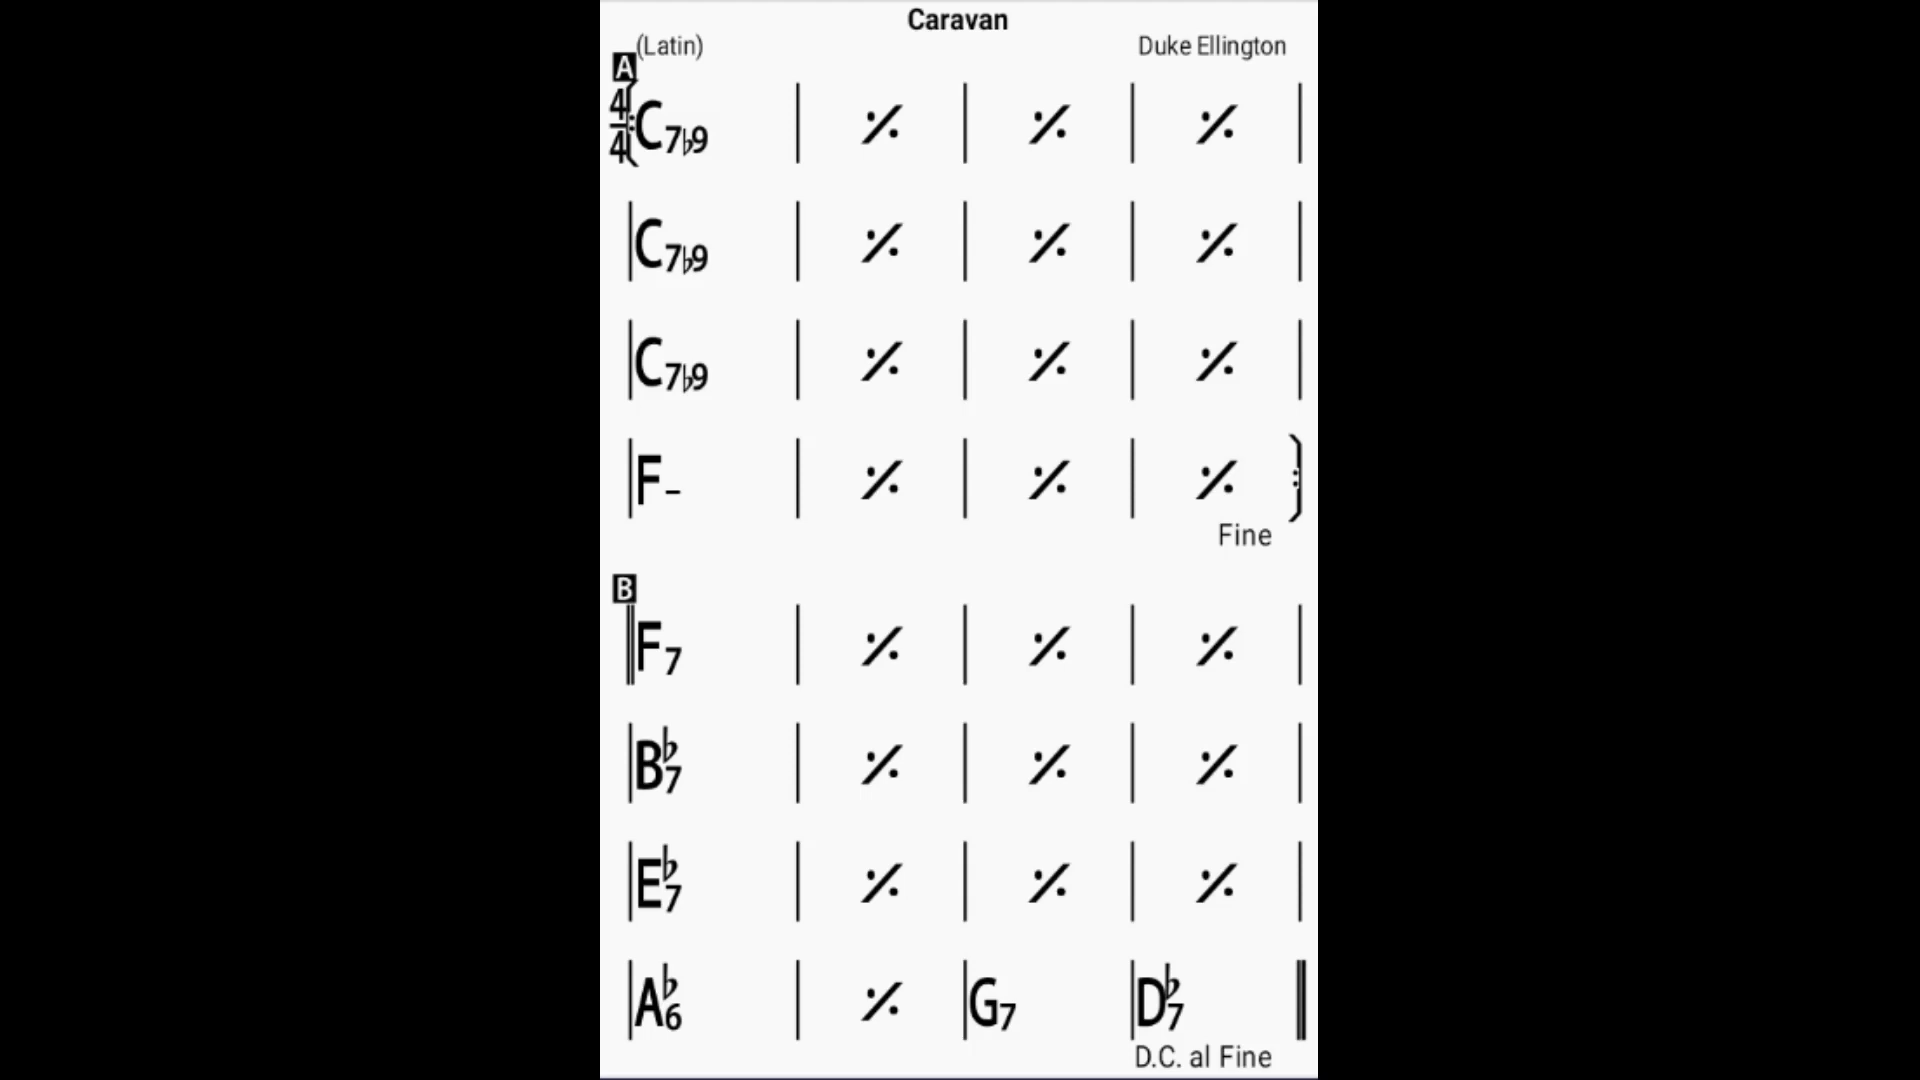 Caravan
(Latin) Duke Ellington
A
4/4 C7♭9 | 𝄎 | 𝄎 | 𝄎 |
C7♭9 | 𝄎 | 𝄎 | 𝄎 |
C7♭9 | 𝄎 | 𝄎 | 𝄎 |
F– | 𝄎 | 𝄎 | 𝄎
Fine
B
F7 | 𝄎 | 𝄎 | 𝄎 |
B♭7 | 𝄎 | 𝄎 | 𝄎 |
E♭7 | 𝄎 | 𝄎 | 𝄎 |
A♭6 | 𝄎 | G7 | D♭7
D.C. al Fine